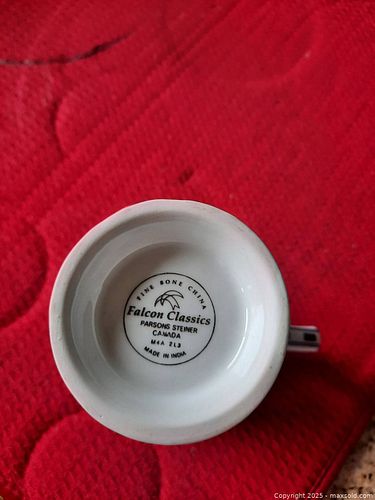 FINE BONE CHINA
Falcon Classics
PARSONS STEINER
CANADA
M4A 2L3
MADE IN INDIA
Copyright 2025 - maxsold.com